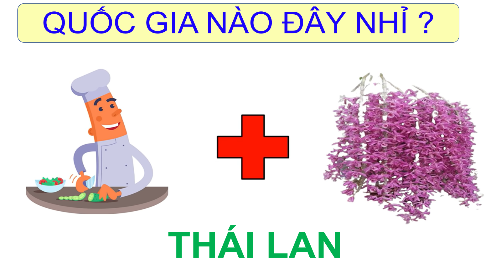 QUỐC GIA NÀO ĐÂY NHỈ ?
THÁI LAN